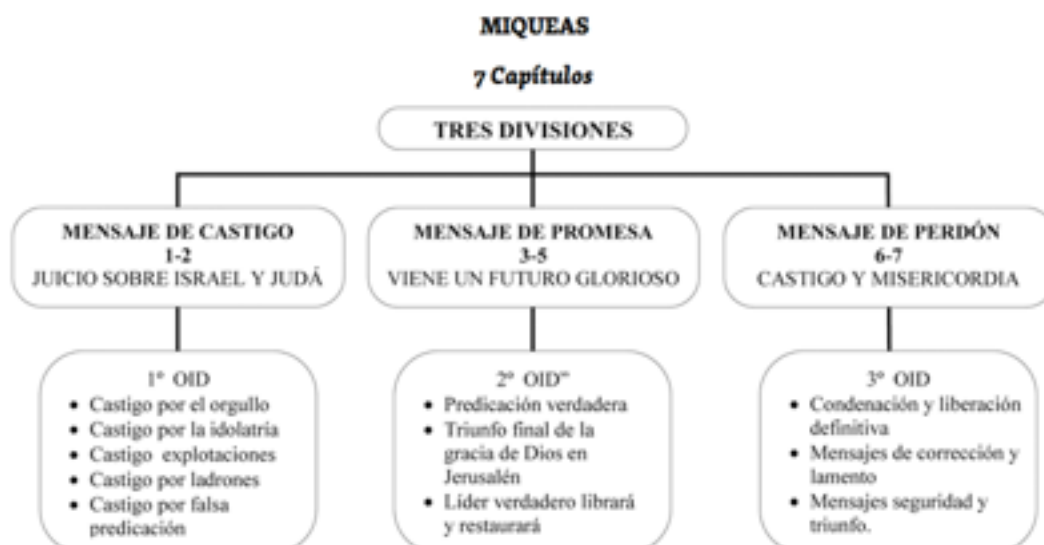 MIQUEAS
7 Capítulos
TRES DIVISIONES
MENSAJE DE CASTIGO
1-2
JUICIO SOBRE ISRAEL Y JUDÁ
MENSAJE DE PROMESA
3-5
VIENE UN FUTURO GLORIOSO
MENSAJE DE PERDÓN
6-7
CASTIGO Y MISERICORDIA
1º OID
• Castigo por el orgullo
• Castigo por la idolatría
• Castigo explotaciones
• Castigo por ladrones
• Castigo por falsa
predicación
2º OID"
• Predicación verdadera
• Triunfo final de la
gracia de Dios en
Jerusalén
• Líder verdadero librará
y restaurará
3º OID
• Condenación y liberación
definitiva
• Mensajes de corrección y
lamento
• Mensajes seguridad y
triunfo.